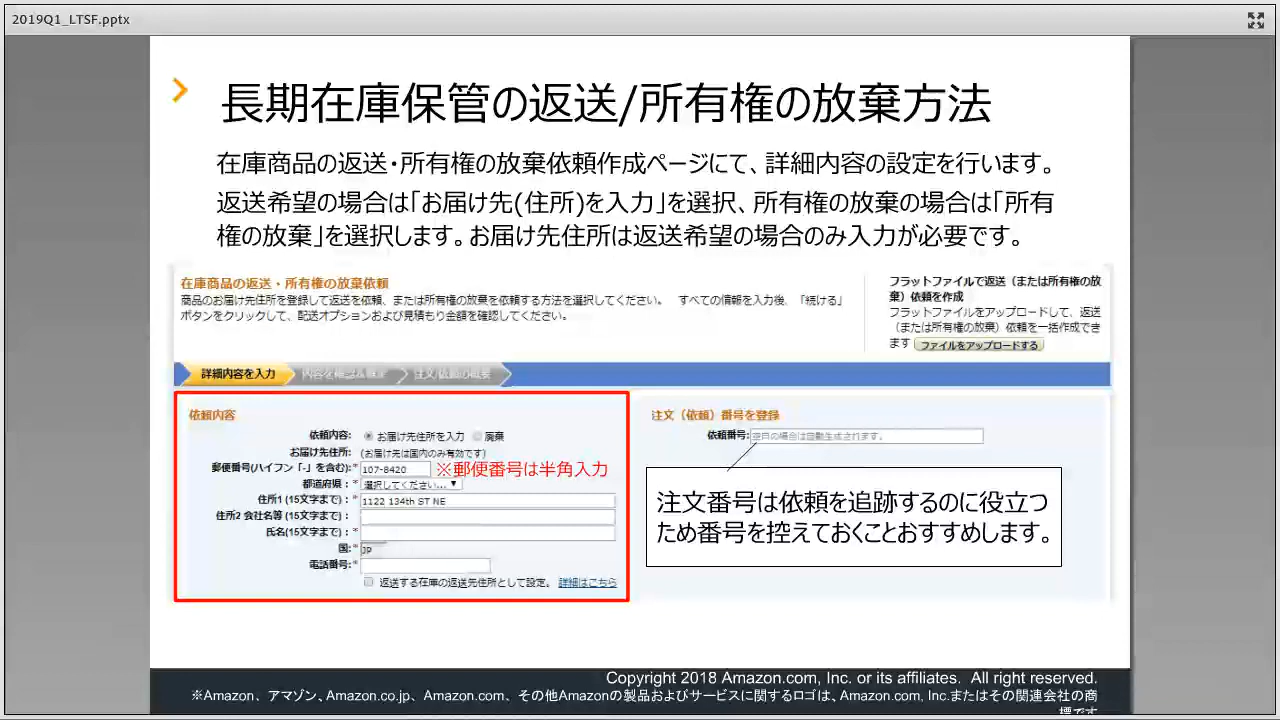 2019Q1_LTSF.pptx
長期在庫保管の返送/所有権の放棄方法
在庫商品の返送・所有権の放棄依頼作成ページにて、詳細内容の設定を行います。
返送希望の場合は「お届け先(住所)を入力」を選択、所有権の放棄の場合は「所有
権の放棄」を選択します。お届け先住所は返送希望の場合のみ入力が必要です。
在庫商品の返送・所有権の放棄依頼
商品のお届け先住所を登録して返送を依頼、または所有権の放棄を依頼する方法を選択してください。 すべての情報を入力後、「続ける」
ボタンをクリックして、配送オプションおよび見積もり金額を確認してください。
フラットファイルで返送（または所有権の放
棄）依頼を作成
フラットファイルをアップロードして、返送
（または所有権の放棄）依頼を一括作成でき
ます ファイルをアップロードする
詳細内容を入力
依頼内容
依頼内容: お届け先住所を入力 廃棄
お届け先住所: (お届け先は国内のみ有効です)
郵便番号(ハイフン「-」を含む):* 107-8420 ※郵便番号は半角入力
都道府県：* 選択してください...
住所1 (15文字まで)：* 1122 134th ST NE
住所2 会社名等 (15文字まで)：
氏名(15文字まで)：*
国:* JP
電話番号:*
返送する在庫の返送先住所として設定。 詳細はこちら
注文（依頼）番号を登録
依頼番号: 空白の場合は自動生成されます。
注文番号は依頼を追跡するのに役立つ
ため番号を控えておくことおすすめします。
Copyright 2018 Amazon.com, Inc. or its affiliates. All right reserved.
※Amazon、アマゾン、Amazon.co.jp、Amazon.com、その他Amazonの製品およびサービスに関するロゴは、Amazon.com, Inc.またはその関連会社の商
標です